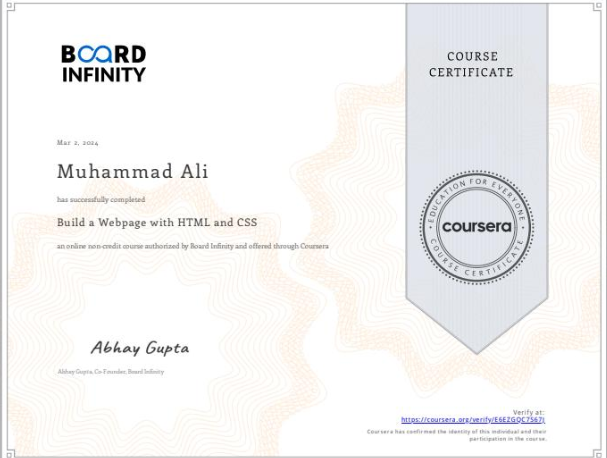 BOARD
INFINITY
COURSE
CERTIFICATE
Mar 2, 2024
Muhammad Ali
has successfully completed
Build a Webpage with HTML and CSS
an online non-credit course authorized by Board Infinity and offered through Coursera
EDUCATION FOR EVERYONE
coursera
COURSE CERTIFICATE
Abhay Gupta
Abhay Gupta, Co-Founder, Board Infinity
Verify at:
https://coursera.org/verify/E6EZGQC7567J
Coursera has confirmed the identity of this individual and their
participation in the course.